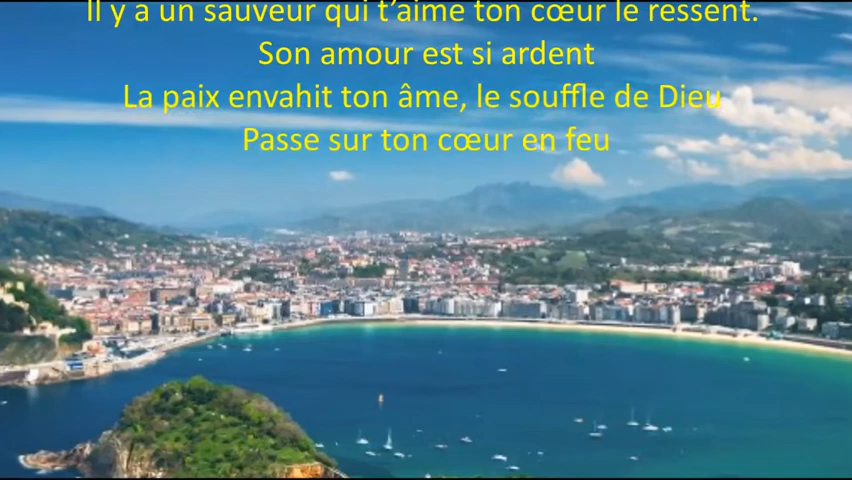 Il y a un sauveur qui t’aime ton cœur le ressent.
Son amour est si ardent
La paix envahit ton âme, le souffle de Dieu
Passe sur ton cœur en feu